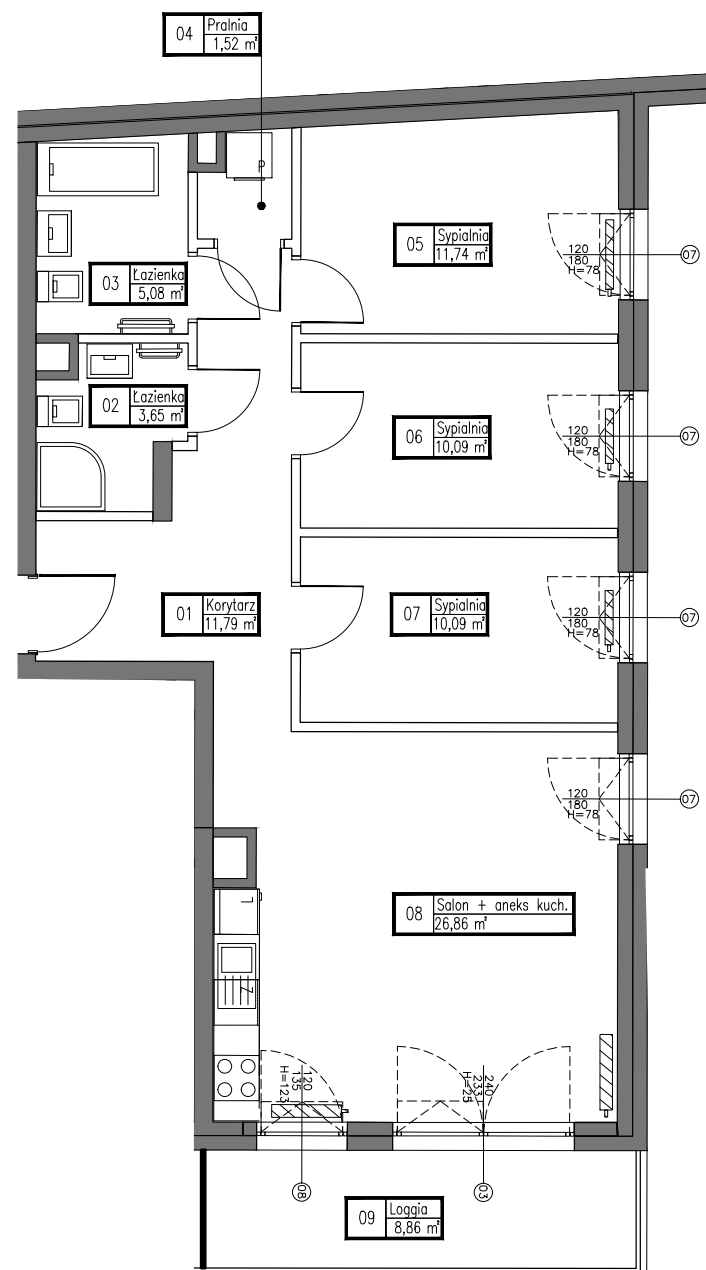 04 Pralnia
1,52 m²
P
05 Sypialnia
11,74 m²
120
180
H=78
07
03 Łazienka
5,08 m²
02 Łazienka
3,65 m²
06 Sypialnia
10,09 m²
120
180
H=78
07
01 Korytarz
11,79 m²
07 Sypialnia
10,09 m²
120
180
H=78
07
120
180
H=78
07
08 Salon + aneks kuch.
26,86 m²
L
Z
120
135
H=123
240
233
H=25
08
03
09 Loggia
8,86 m²